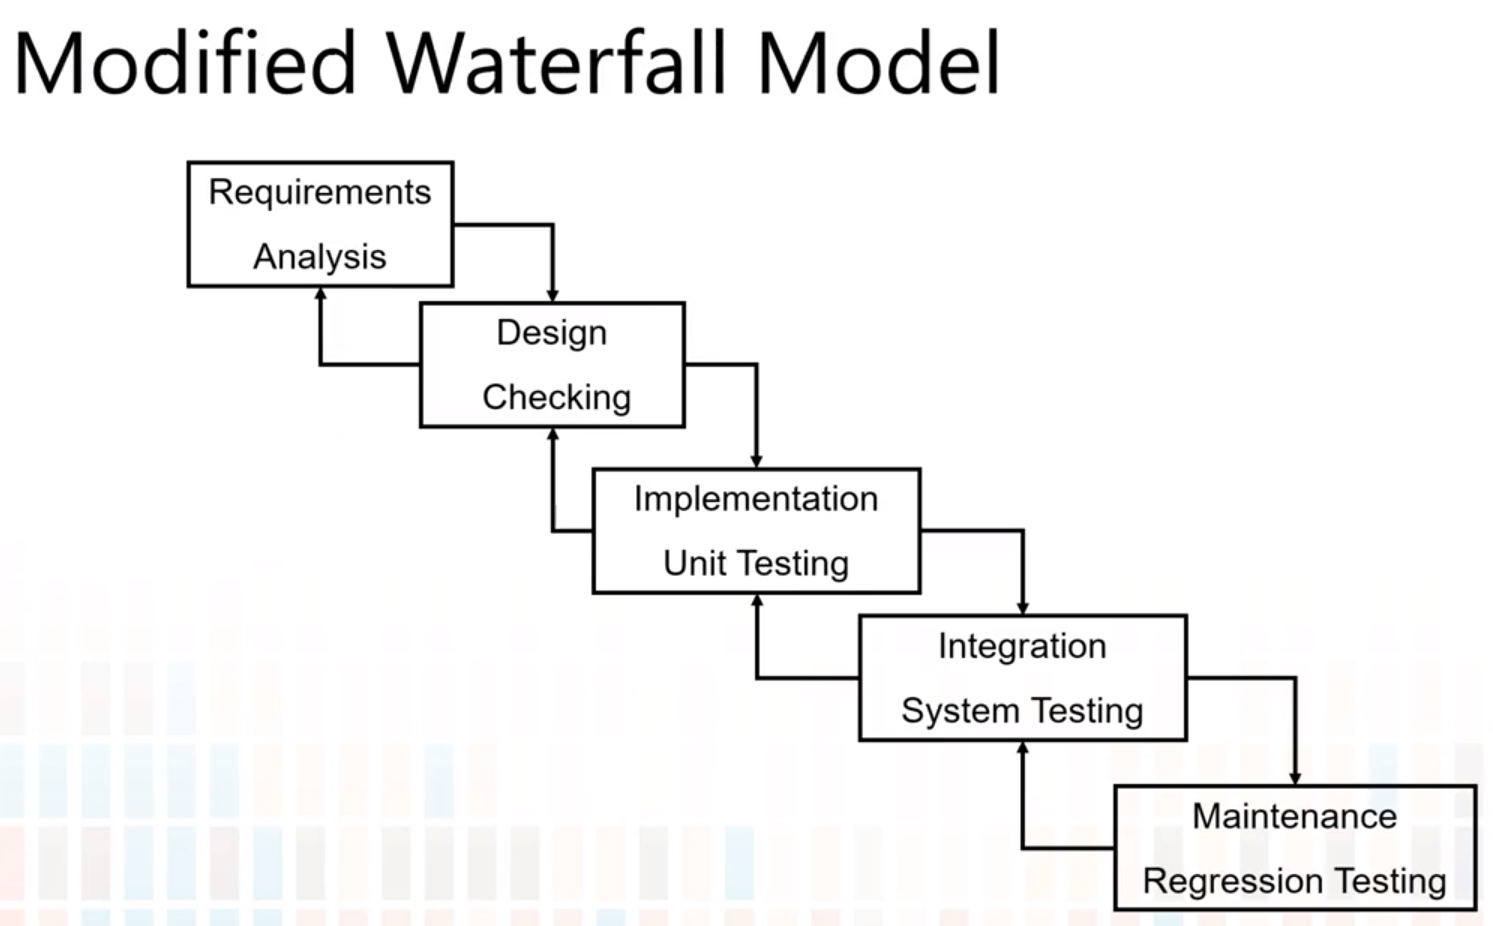 Modified Waterfall Model
Requirements
Analysis
Design
Checking
Implementation
Unit Testing
Integration
System Testing
Maintenance
Regression Testing